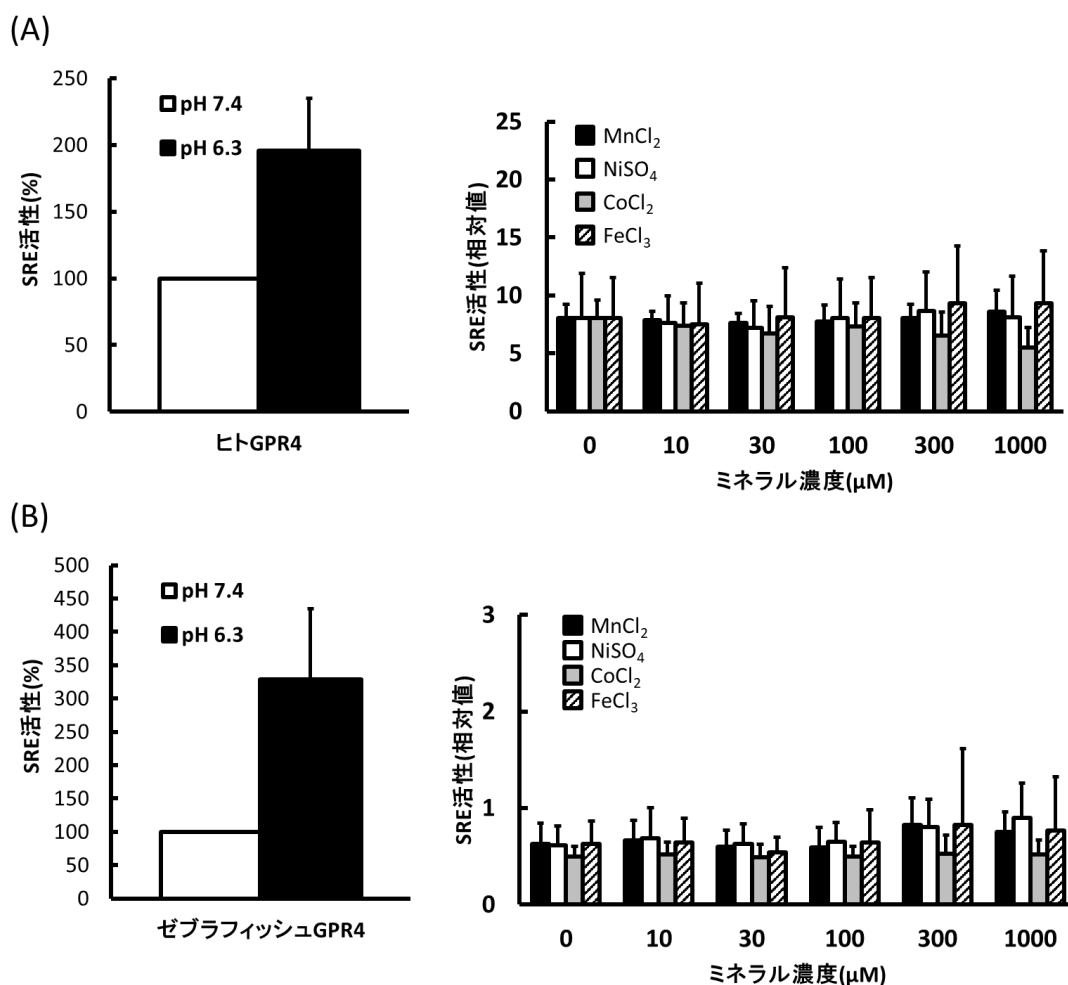 (A)
250
200
150
100
50
0
SRE活性(%)
pH 7.4
pH 6.3
ヒトGPR4
25
20
15
10
5
0
SRE活性(相対値)
MnCl₂
NiSO₄
CoCl₂
FeCl₃
0 10 30 100 300 1000
ミネラル濃度(μM)
(B)
500
450
400
350
300
250
200
150
100
50
0
SRE活性(%)
pH 7.4
pH 6.3
ゼブラフィッシュGPR4
3
2
1
0
SRE活性(相対値)
MnCl₂
NiSO₄
CoCl₂
FeCl₃
0 10 30 100 300 1000
ミネラル濃度(μM)